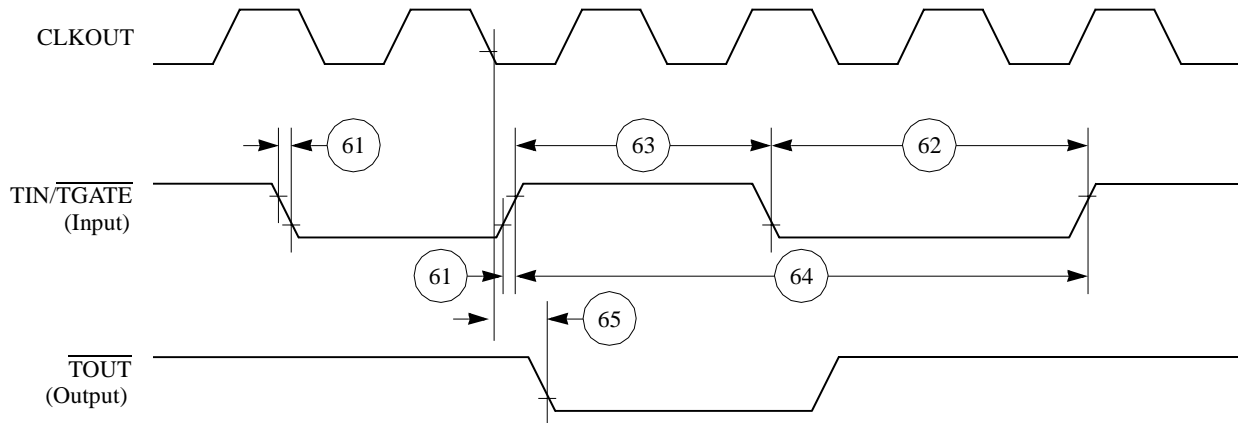 CLKOUT
61
63
62
TIN/TGATE
(Input)
61
64
65
TOUT
(Output)